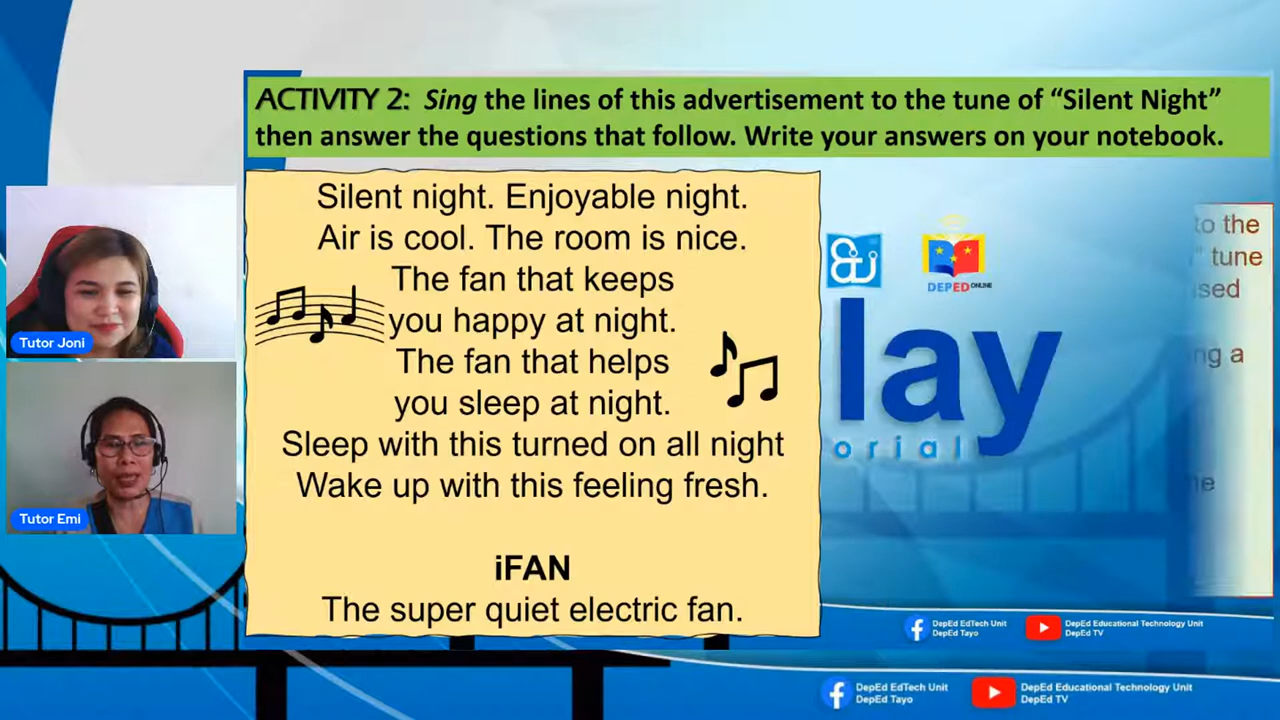 ACTIVITY 2: Sing the lines of this advertisement to the tune of “Silent Night”
then answer the questions that follow. Write your answers on your notebook.
Silent night. Enjoyable night.
Air is cool. The room is nice.
The fan that keeps
you happy at night.
The fan that helps
you sleep at night.
Sleep with this turned on all night
Wake up with this feeling fresh.
iFAN
The super quiet electric fan.
Tutor Joni
Tutor Emi
DEPED ONLINE
lay
orial
to the
" tune
sed
ng a
DepEd EdTech Unit
DepEd Tayo
DepEd Educational Technology Unit
DepEd TV
DepEd EdTech Unit
DepEd Tayo
DepEd Educational Technology Unit
DepEd TV